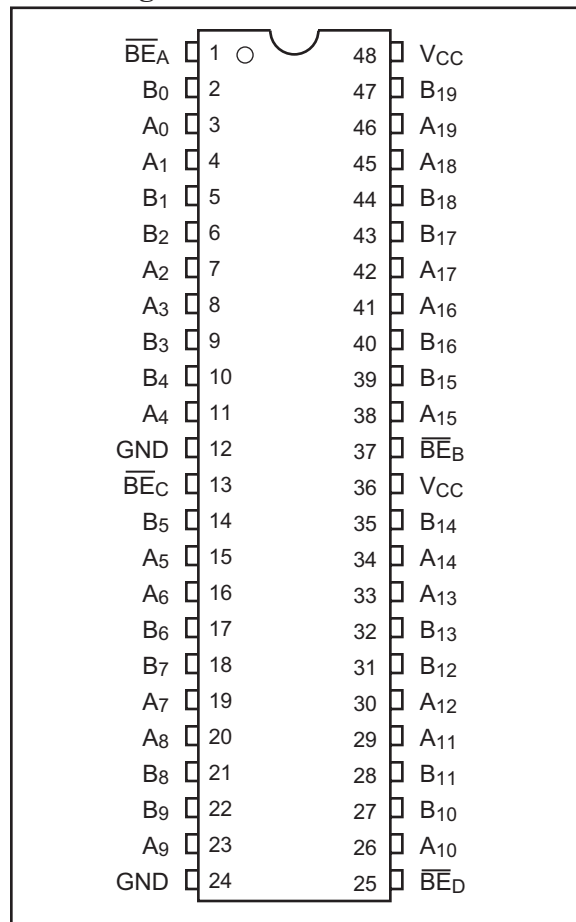 B̅E̅A 1 48 VCC
B0 2 47 B19
A0 3 46 A19
A1 4 45 A18
B1 5 44 B18
B2 6 43 B17
A2 7 42 A17
A3 8 41 A16
B3 9 40 B16
B4 10 39 B15
A4 11 38 A15
GND 12 37 B̅E̅B
B̅E̅C 13 36 VCC
B5 14 35 B14
A5 15 34 A14
A6 16 33 A13
B6 17 32 B13
B7 18 31 B12
A7 19 30 A12
A8 20 29 A11
B8 21 28 B11
B9 22 27 B10
A9 23 26 A10
GND 24 25 B̅E̅D